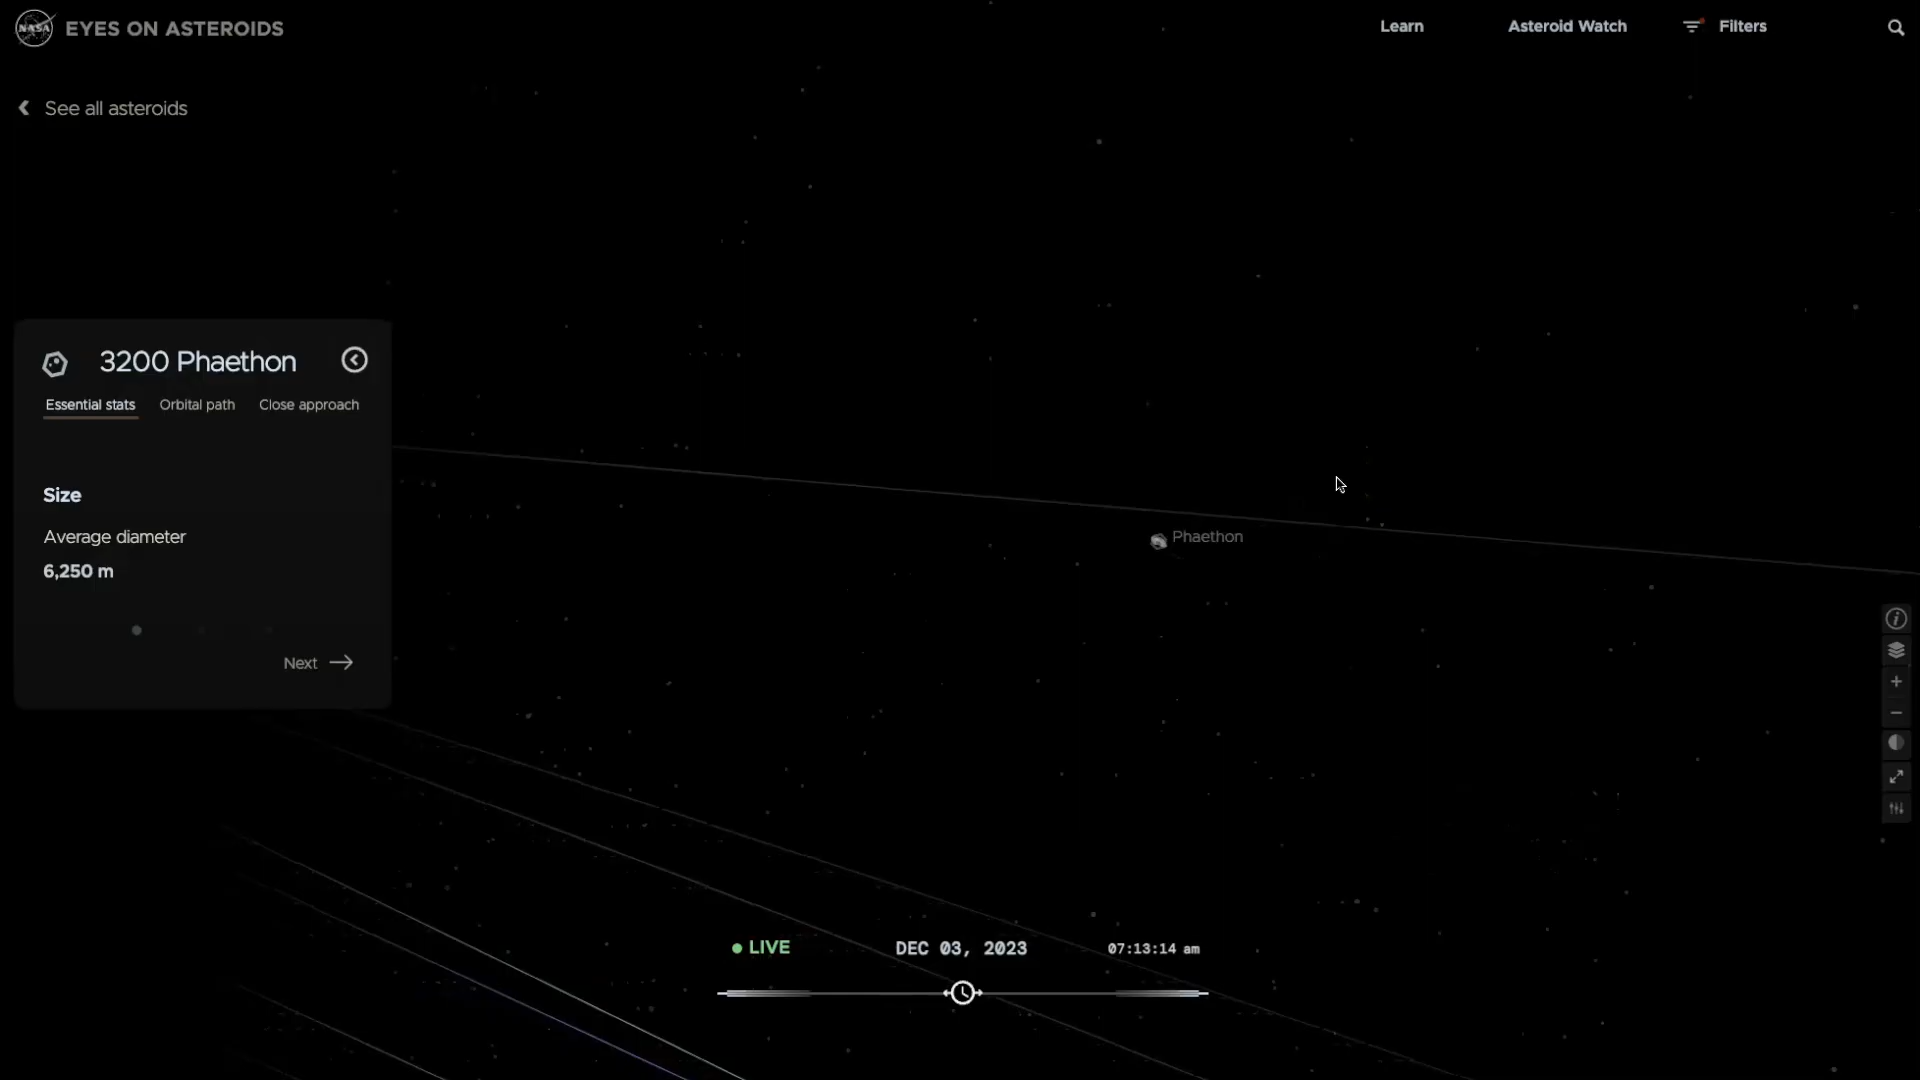 NASA
EYES ON ASTEROIDS
Learn
Asteroid Watch
Filters
See all asteroids
3200 Phaethon
Essential stats
Orbital path
Close approach
Size
Average diameter
6,250 m
Next
Phaethon
LIVE
DEC 03, 2023
07:13:14 am